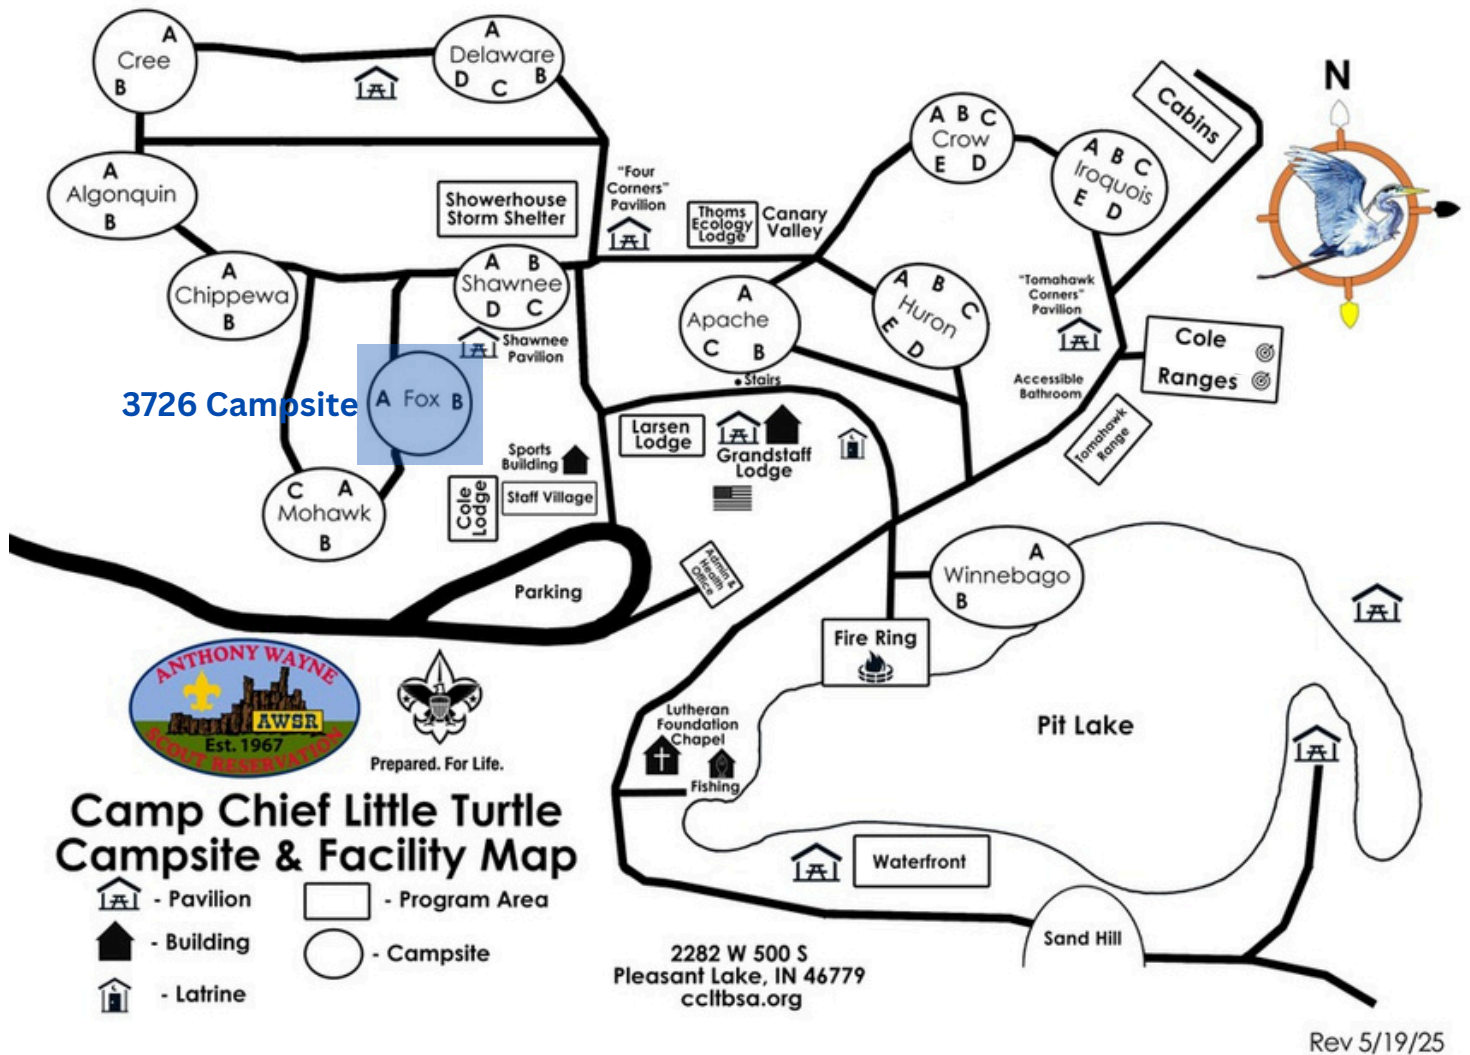 A
Cree
B
A
Delaware
D
C
B
A
Algonquin
B
Showerhouse
Storm Shelter
"Four
Corners"
Pavilion
Thoms
Ecology
Lodge
Canary
Valley
A B C
Crow
E D
A B C
Iroquois
E D
Cabins
N
A
Chippewa
B
A B
Shawnee
D C
Shawnee
Pavilion
A
Apache
C B
Stairs
A B C
Huron
E
D
"Tomahawk
Corners"
Pavilion
Cole
Ranges
Accessible
Bathroom
Tomahawk
Range
3726 Campsite
A Fox B
Larsen
Lodge
Grandstaff
Lodge
Sports
Building
Staff Village
Cole
Lodge
C A
Mohawk
B
Parking
Admin &
Health
Office
A
Winnebago
B
Fire Ring
Pit Lake
ANTHONY WAYNE
AWSR
Est. 1967
SCOUT RESERVATION
Prepared. For Life.
Lutheran
Foundation
Chapel
Fishing
Waterfront
Sand Hill
Camp Chief Little Turtle
Campsite & Facility Map
- Pavilion
- Program Area
- Building
- Campsite
- Latrine
2282 W 500 S
Pleasant Lake, IN 46779
ccltbsa.org
Rev 5/19/25